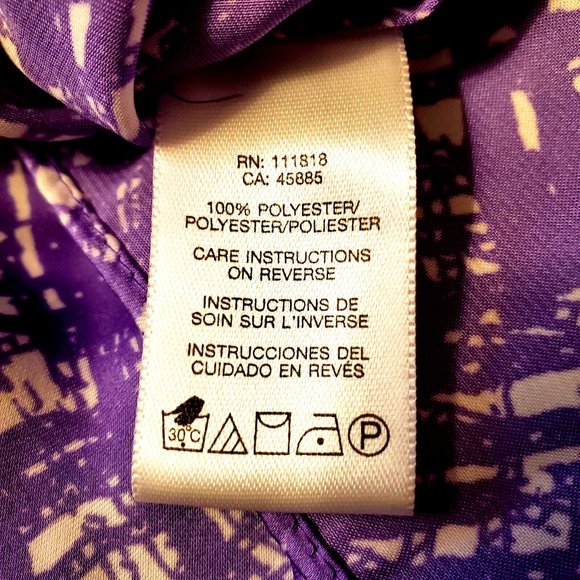 RN: 111818
CA: 45885
100% POLYESTER/
POLYESTER/POLIESTER
CARE INSTRUCTIONS
ON REVERSE
INSTRUCTIONS DE
SOIN SUR L'INVERSE
INSTRUCCIONES DEL
CUIDADO EN REVÉS
30°C P